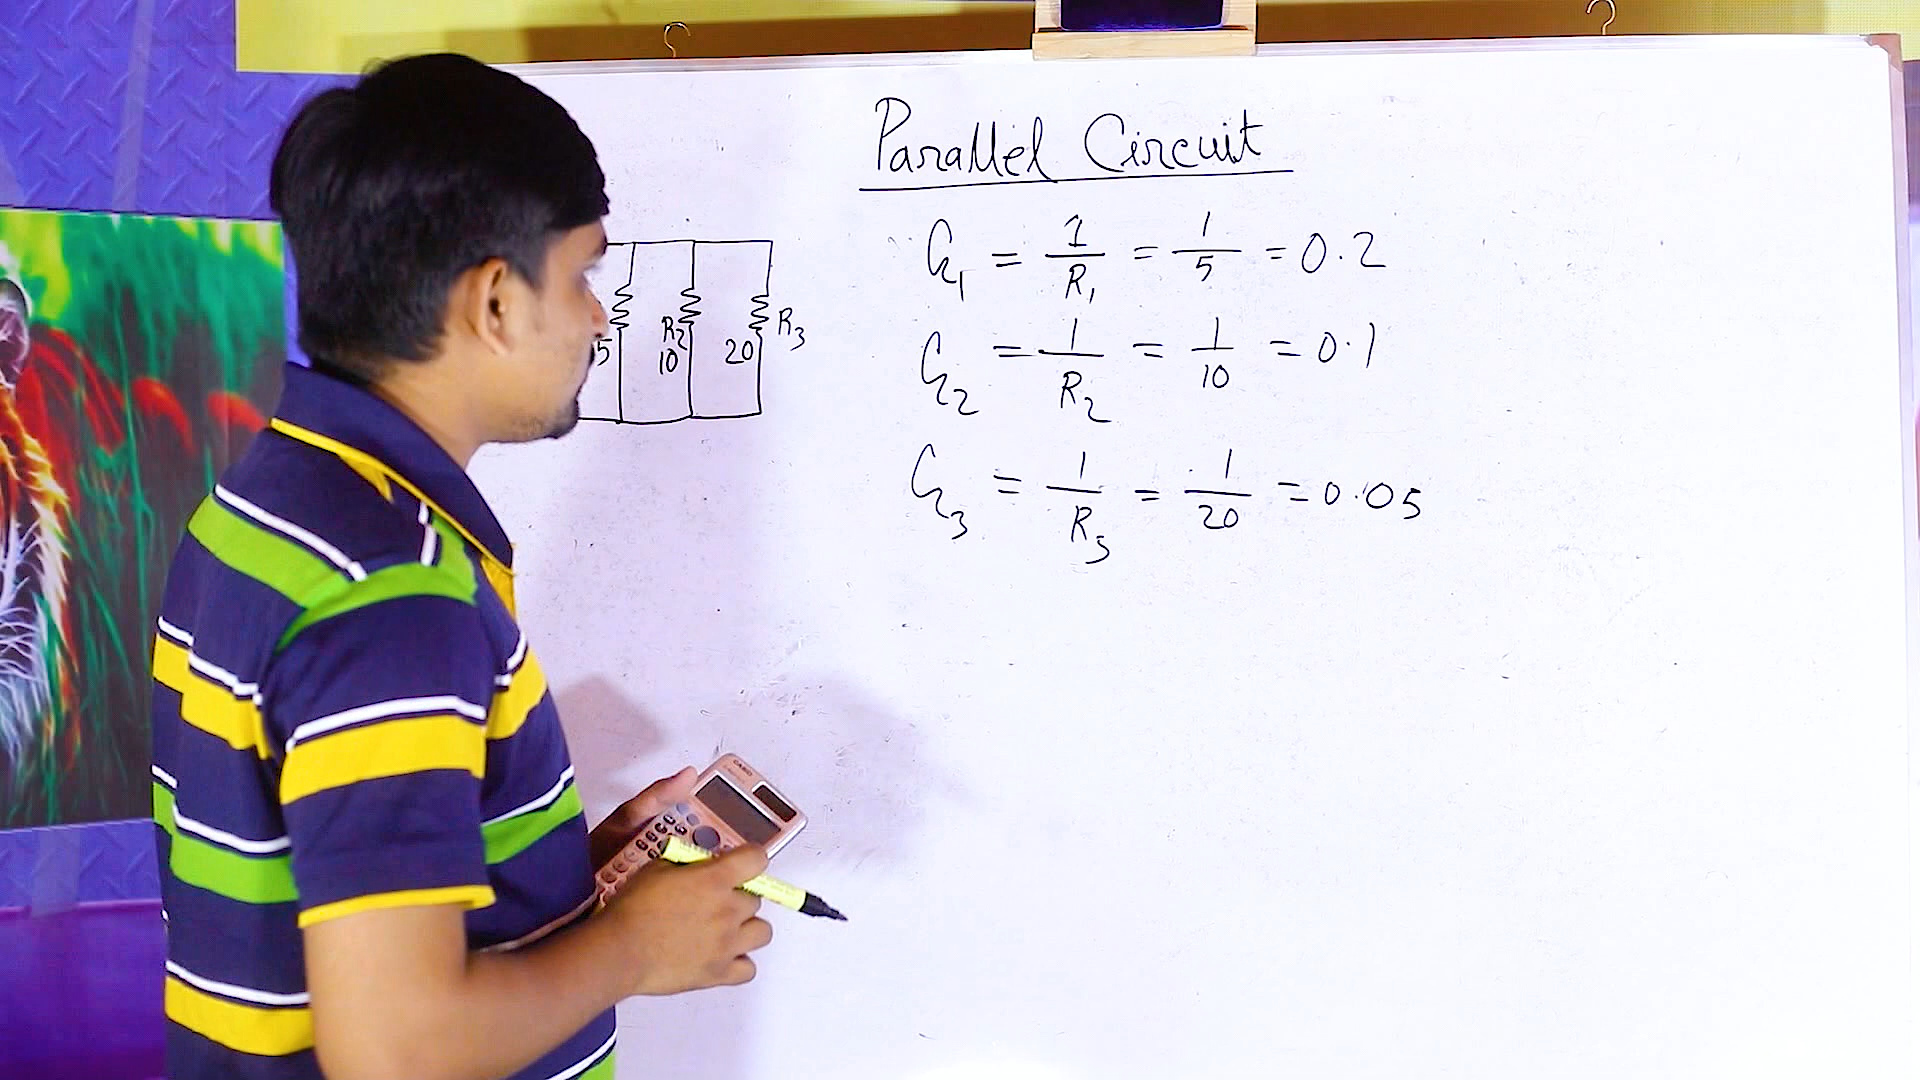 Parallel Circuit
G1 = 1/R1 = 1/5 = 0.2
G2 = 1/R2 = 1/10 = 0.1
G3 = 1/R3 = 1/20 = 0.05
5
R2
10
R3
20
CASIO